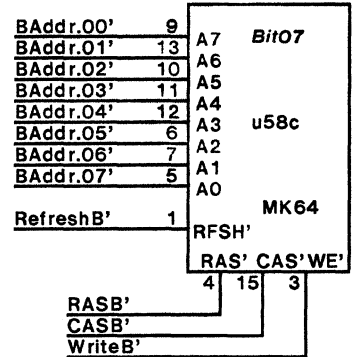 BAddr.00' 9 A7 Bit07
BAddr.01' 13 A6
BAddr.02' 10 A5
BAddr.03' 11 A4
BAddr.04' 12 A3 u58c
BAddr.05' 6 A2
BAddr.06' 7 A1
BAddr.07' 5 A0
MK64
RefreshB' 1 RFSH'
RAS' CAS' WE'
4 15 3
RASB'
CASB'
WriteB'